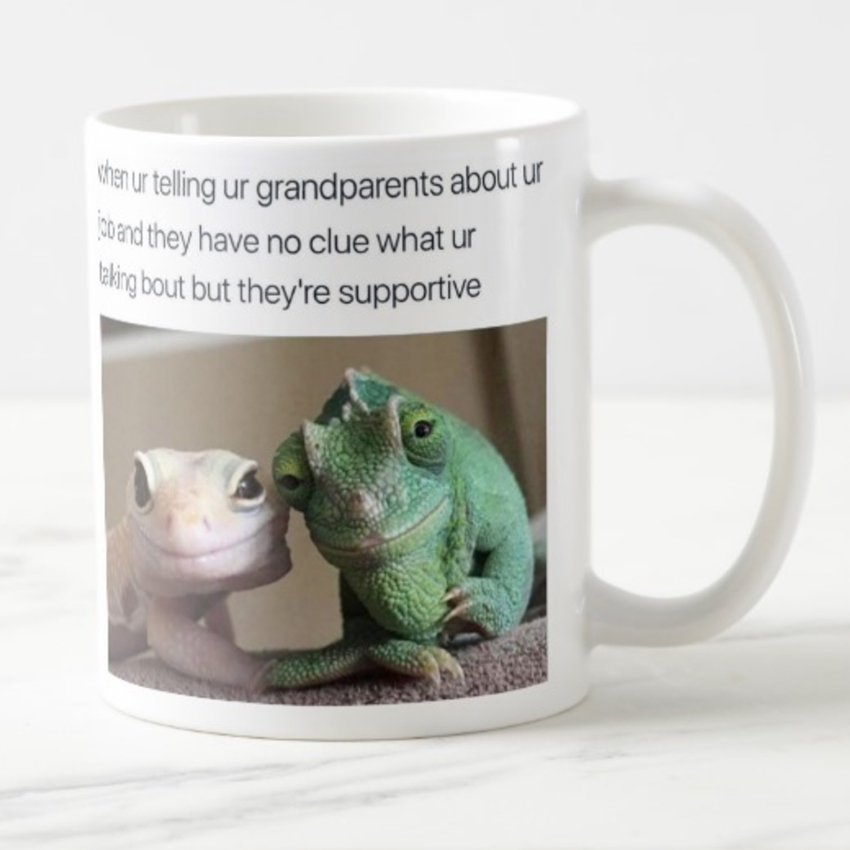 when ur telling ur grandparents about ur
job and they have no clue what ur
talking bout but they're supportive